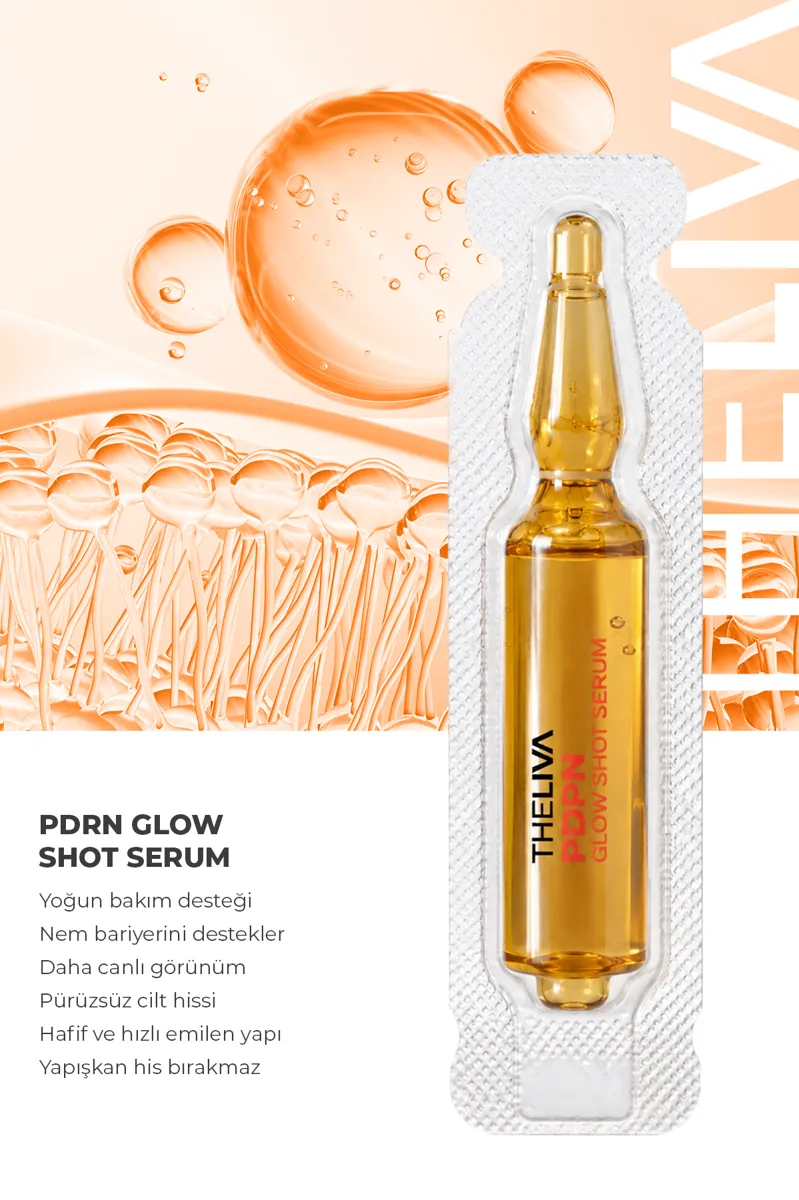 THELIVA
THELIVA
PDPN
GLOW SHOT SERUM
PDRN GLOW
SHOT SERUM
Yoğun bakım desteği
Nem bariyerini destekler
Daha canlı görünüm
Pürüzsüz cilt hissi
Hafif ve hızlı emilen yapı
Yapışkan his bırakmaz